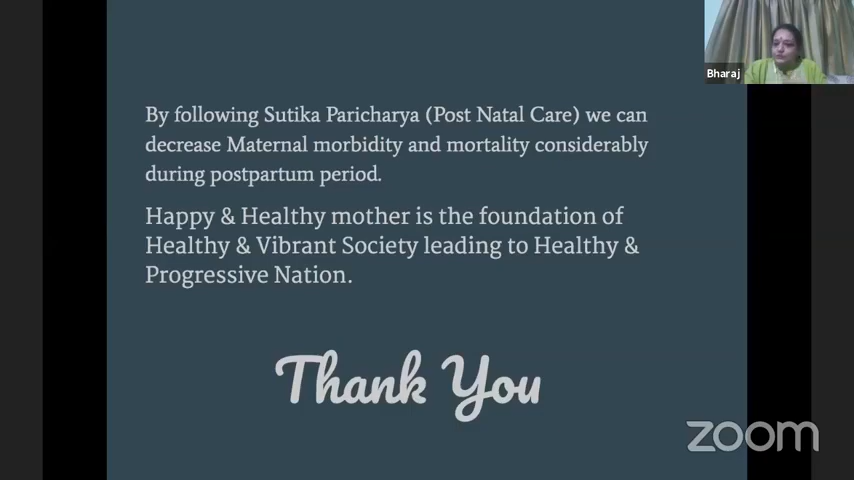 Bharaj
By following Sutika Paricharya (Post Natal Care) we can
decrease Maternal morbidity and mortality considerably
during postpartum period.
Happy & Healthy mother is the foundation of
Healthy & Vibrant Society leading to Healthy &
Progressive Nation.
Thank You
zoom